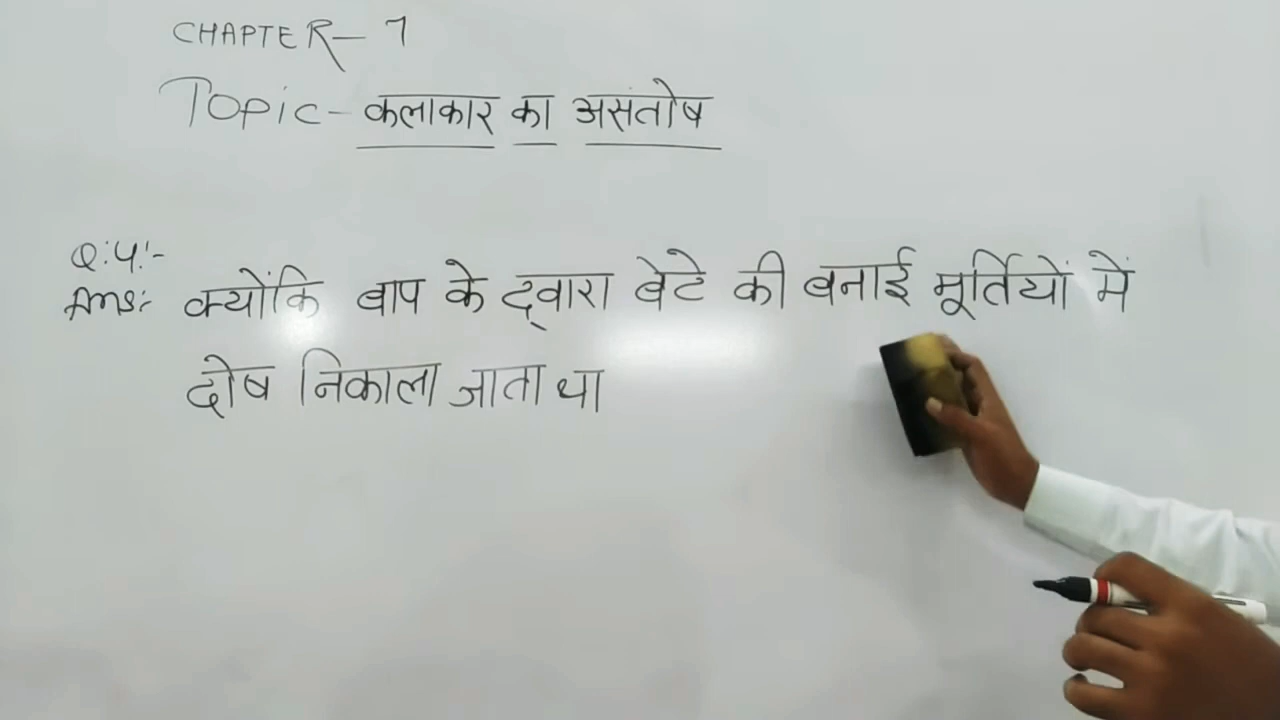 CHAPTER- 7
Topic- कलाकार का असंतोष
Q:4:-
Ans:- क्योंकि बाप के द्वारा बेटे की बनाई मूर्तियों में
दोष निकाला जाता था